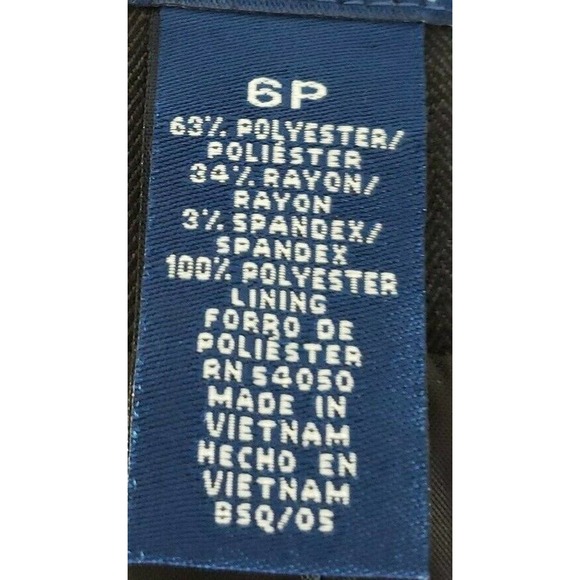 6P
63% POLYESTER/
POLIÉSTER
34% RAYON/
RAYON
3% SPANDEX/
SPANDEX
100% POLYESTER
LINING
FORRO DE
POLIÉSTER
RN 54050
MADE IN
VIETNAM
HECHO EN
VIETNAM
BSQ/05